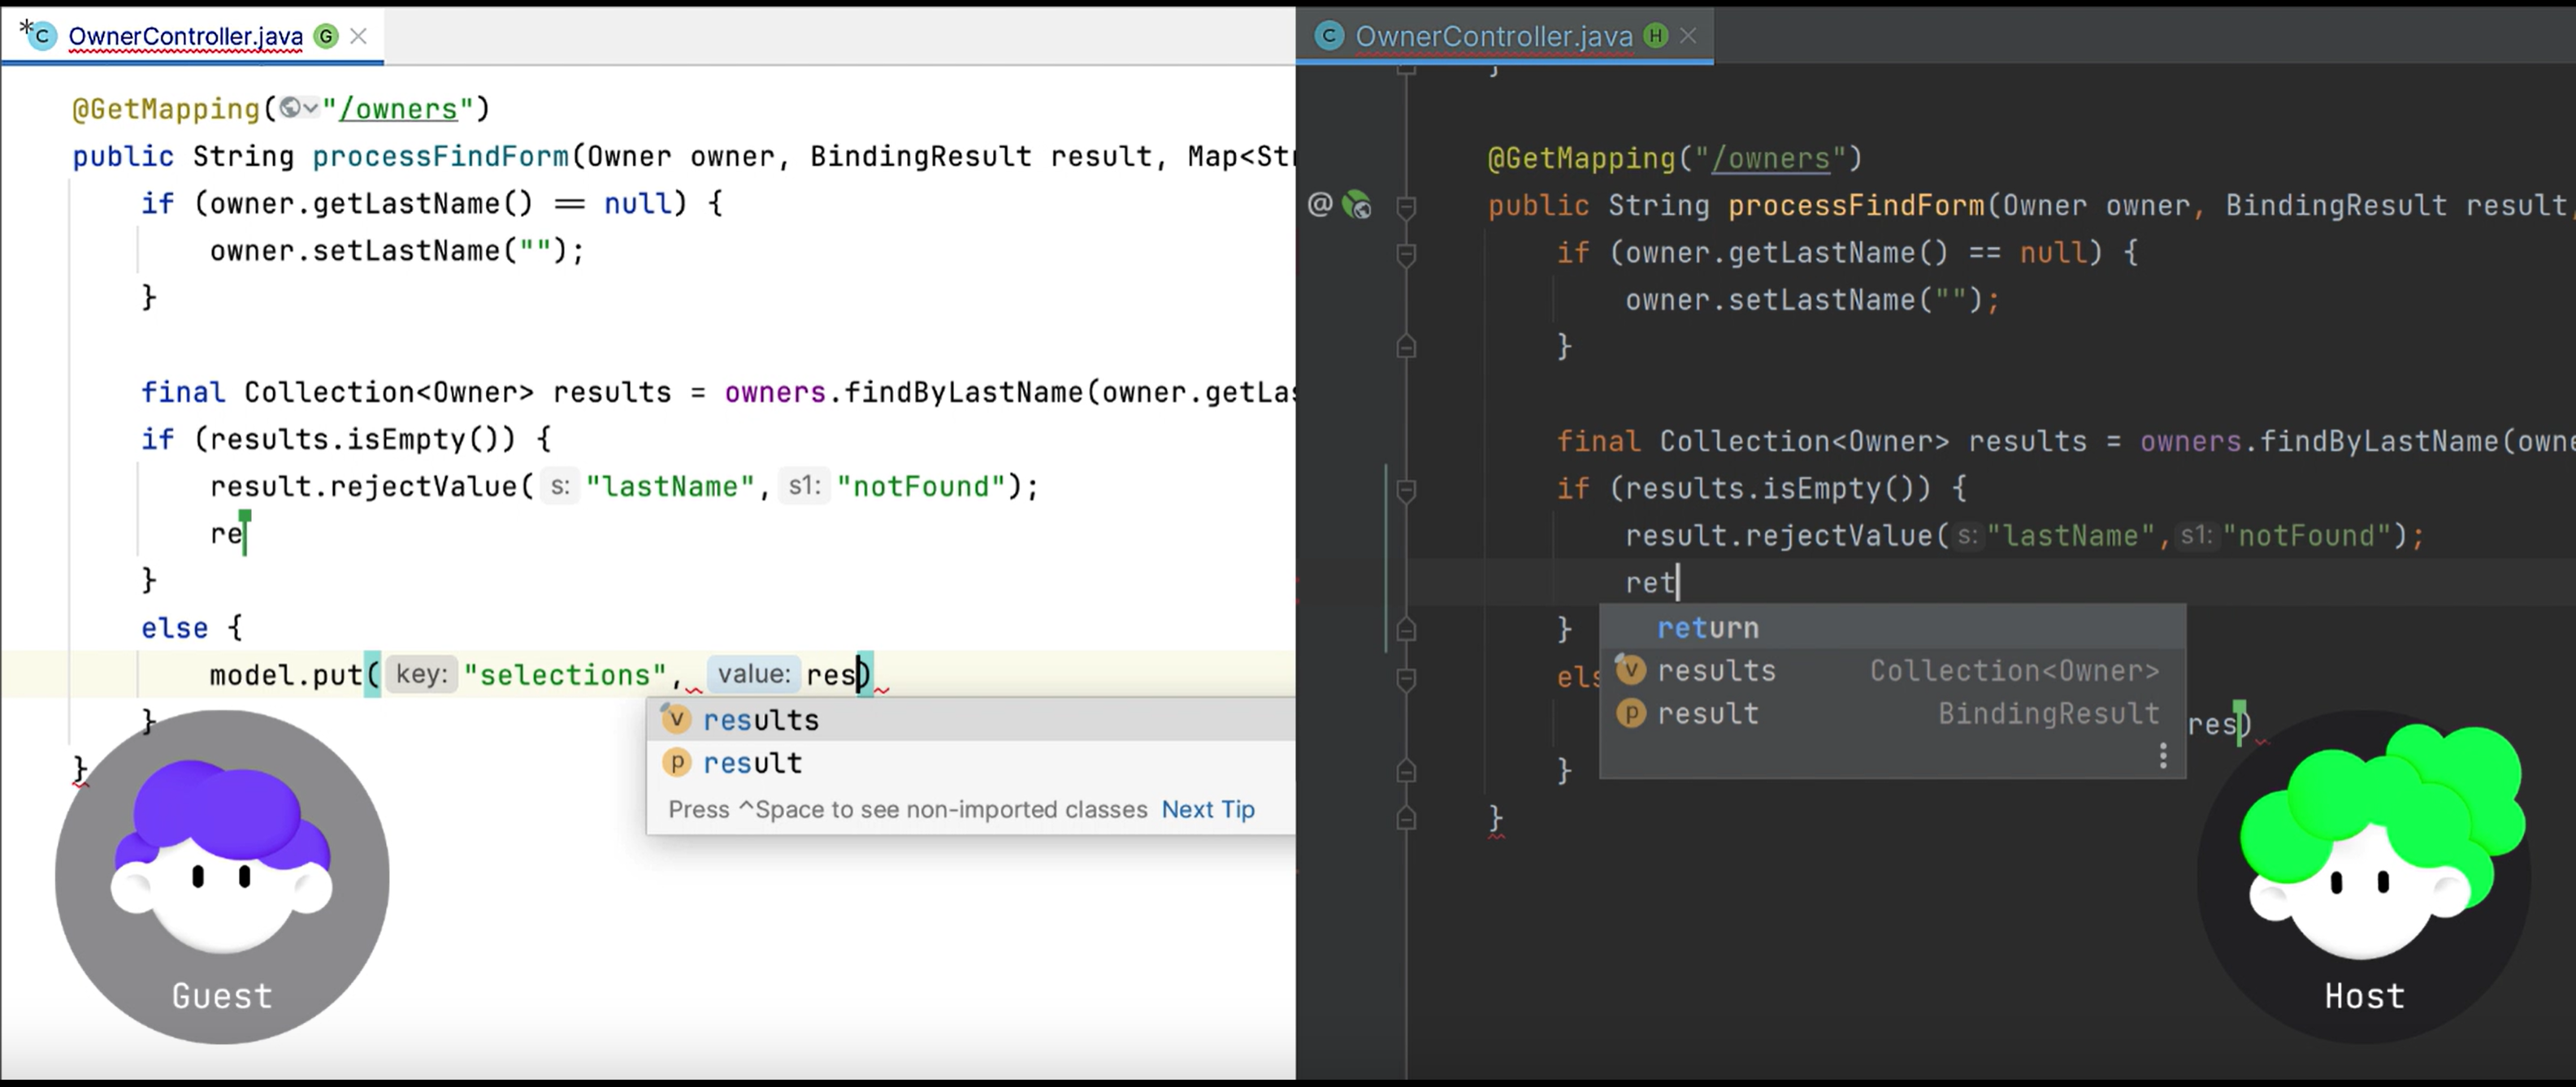 OwnerController.java G
@GetMapping("/owners")
public String processFindForm(Owner owner, BindingResult result, Map<Str
if (owner.getLastName() == null) {
owner.setLastName("");
}
final Collection<Owner> results = owners.findByLastName(owner.getLas
if (results.isEmpty()) {
result.rejectValue( s: "lastName", s1: "notFound");
re
}
else {
model.put( key: "selections", value: res)
}
}
v results
p result
Press ^Space to see non-imported classes Next Tip
Guest
OwnerController.java H
}
@GetMapping("/owners")
public String processFindForm(Owner owner, BindingResult result,
if (owner.getLastName() == null) {
owner.setLastName("");
}
final Collection<Owner> results = owners.findByLastName(owne
if (results.isEmpty()) {
result.rejectValue( s: "lastName", s1: "notFound");
ret
}
els
res)
}
}
return
v results Collection<Owner>
p result BindingResult
Host